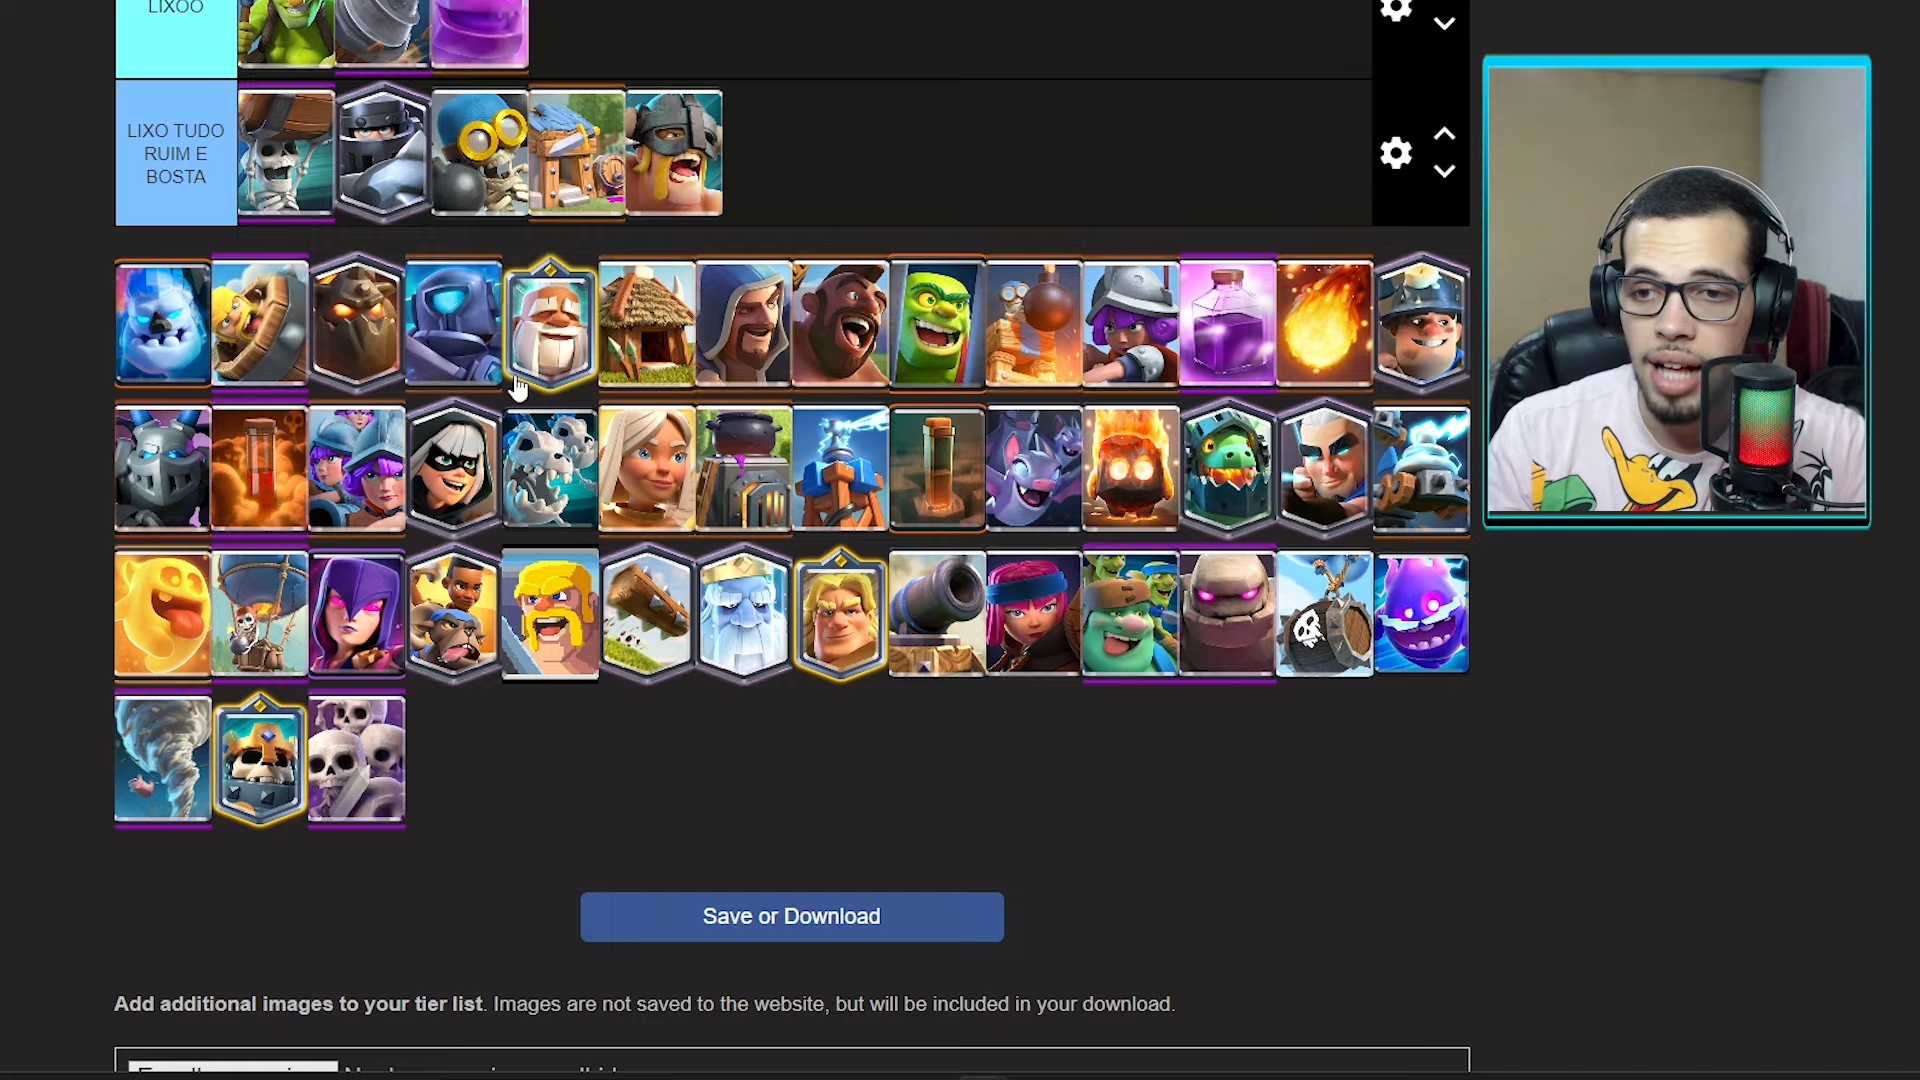 LIXOO
LIXO TUDO
RUIM E
BOSTA
Save or Download
Add additional images to your tier list. Images are not saved to the website, but will be included in your download.